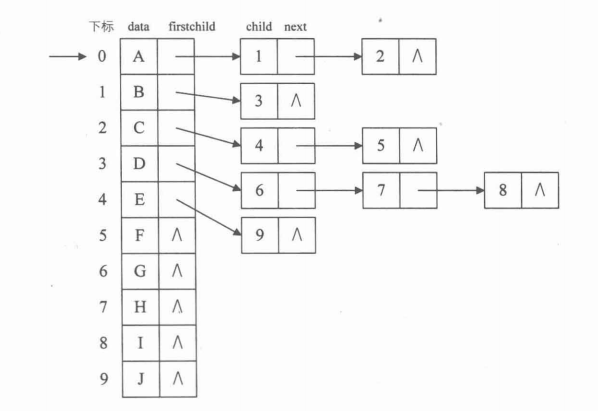 下标 data firstchild child next
0 A 1 2 ∧
1 B 3 ∧
2 C 4 5 ∧
3 D 6 7 8 ∧
4 E 9 ∧
5 F ∧
6 G ∧
7 H ∧
8 I ∧
9 J ∧